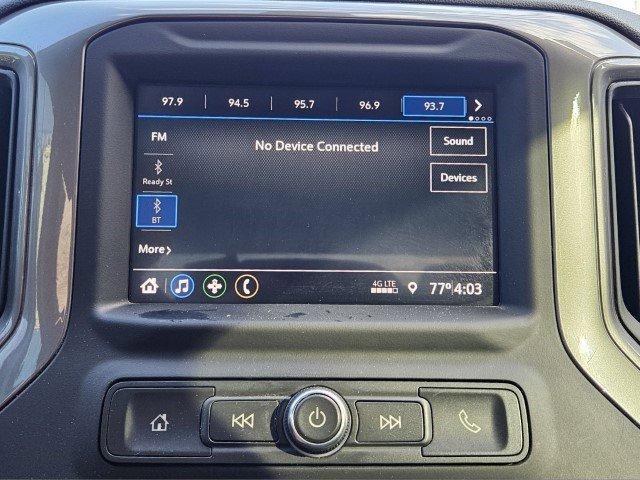 97.9 94.5 95.7 96.9 93.7
FM
No Device Connected
Sound
Ready St
Devices
BT
More
4G LTE
77° 4:03